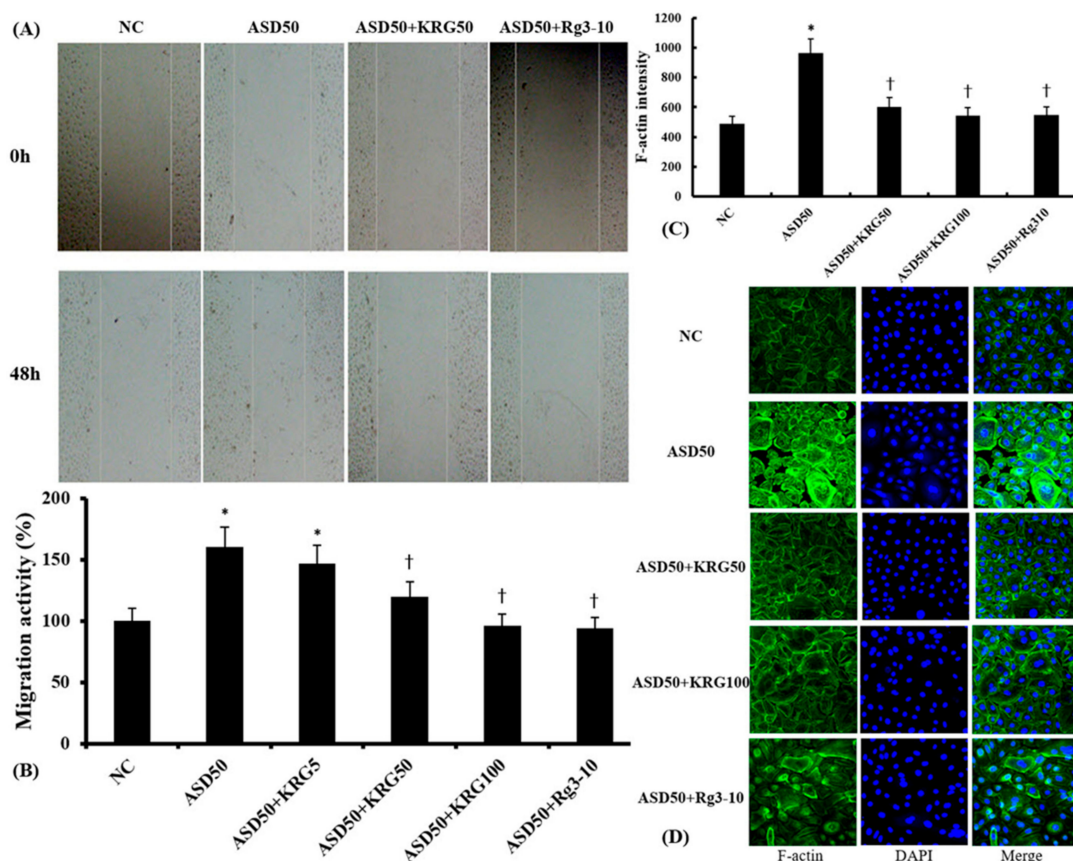 (A)
NC
ASD50
ASD50+KRG50
ASD50+Rg3-10
0h
48h
200
150
100
50
0
Migration activity (%)
*
*
†
†
†
NC
ASD50
ASD50+KRG5
ASD50+KRG50
ASD50+KRG100
ASD50+Rg3-10
(B)
1200
1000
800
600
400
200
0
F-actin intensity
*
†
†
†
NC
ASD50
ASD50+KRG50
ASD50+KRG100
ASD50+Rg310
(C)
NC
ASD50
ASD50+KRG50
ASD50+KRG100
ASD50+Rg3-10
(D)
F-actin
DAPI
Merge